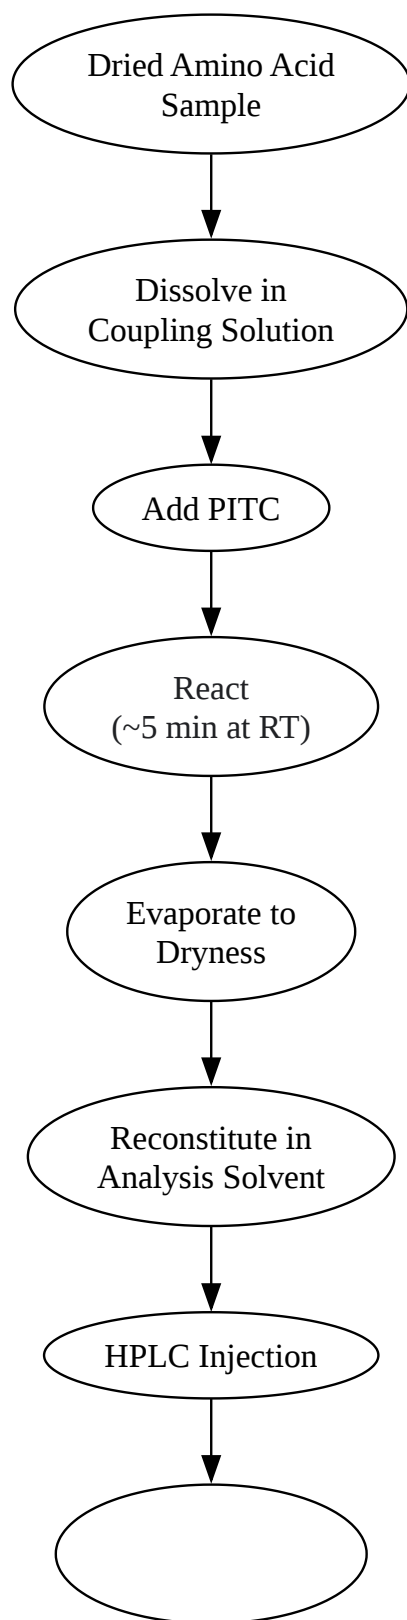 Dried Amino Acid
Sample
Dissolve in
Coupling Solution
Add PITC
React
(~5 min at RT)
Evaporate to
Dryness
Reconstitute in
Analysis Solvent
HPLC Injection